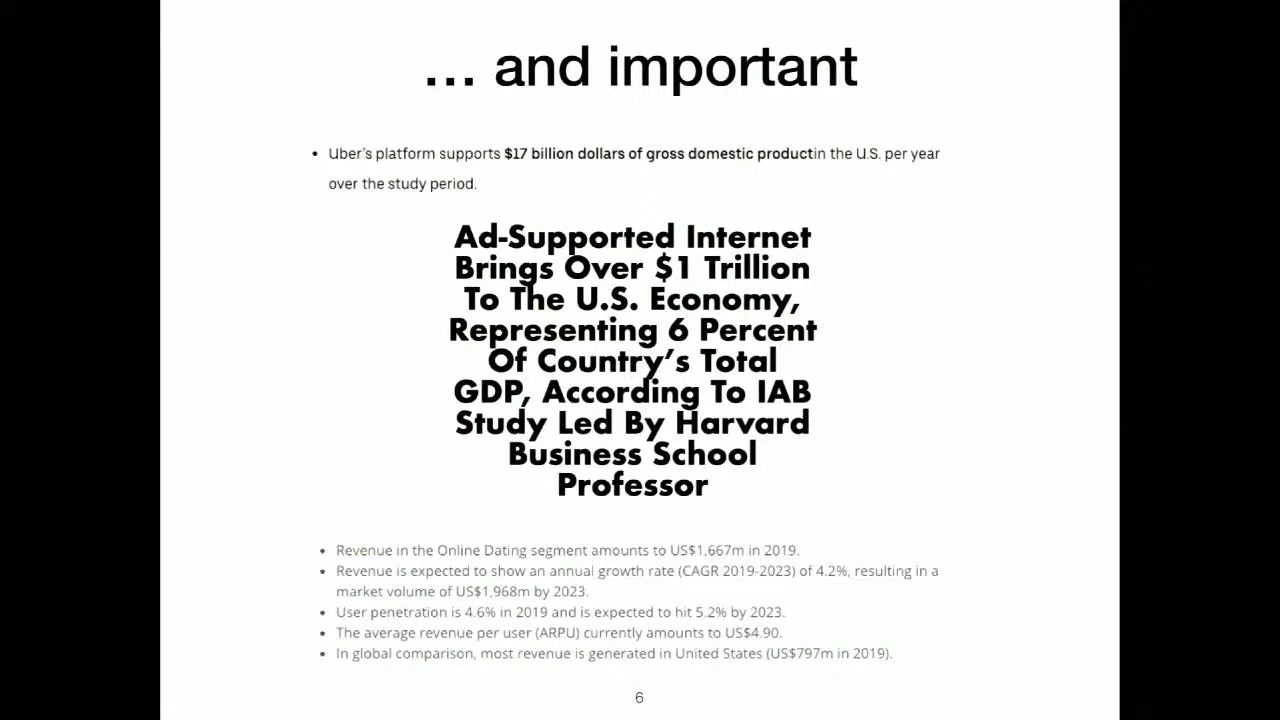 ... and important
• Uber's platform supports $17 billion dollars of gross domestic productin the U.S. per year
over the study period.
Ad-Supported Internet
Brings Over $1 Trillion
To The U.S. Economy,
Representing 6 Percent
Of Country's Total
GDP, According To IAB
Study Led By Harvard
Business School
Professor
• Revenue in the Online Dating segment amounts to US$1,667m in 2019.
• Revenue is expected to show an annual growth rate (CAGR 2019-2023) of 4.2%, resulting in a
market volume of US$1,968m by 2023.
• User penetration is 4.6% in 2019 and is expected to hit 5.2% by 2023.
• The average revenue per user (ARPU) currently amounts to US$4.90.
• In global comparison, most revenue is generated in United States (US$797m in 2019).
6